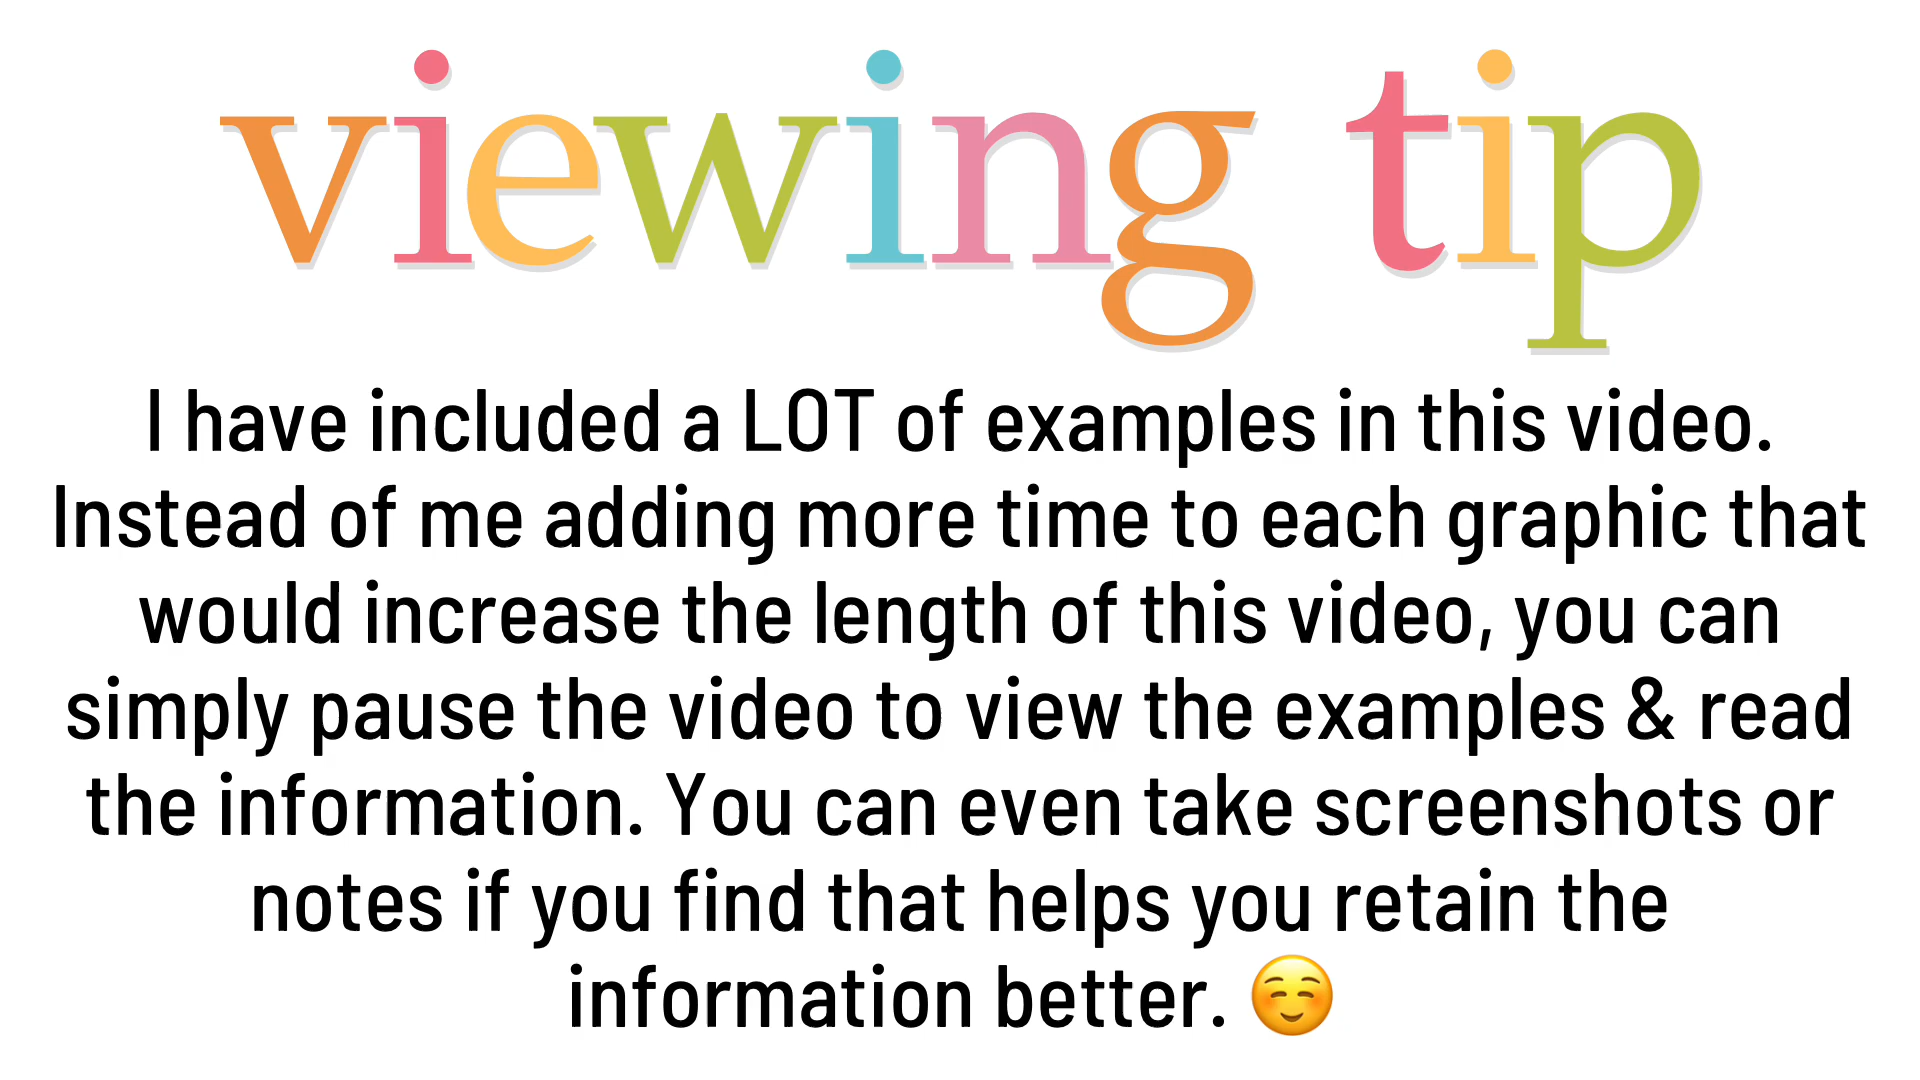 viewing tip
I have included a LOT of examples in this video.
Instead of me adding more time to each graphic that
would increase the length of this video, you can
simply pause the video to view the examples & read
the information. You can even take screenshots or
notes if you find that helps you retain the
information better. ☺️